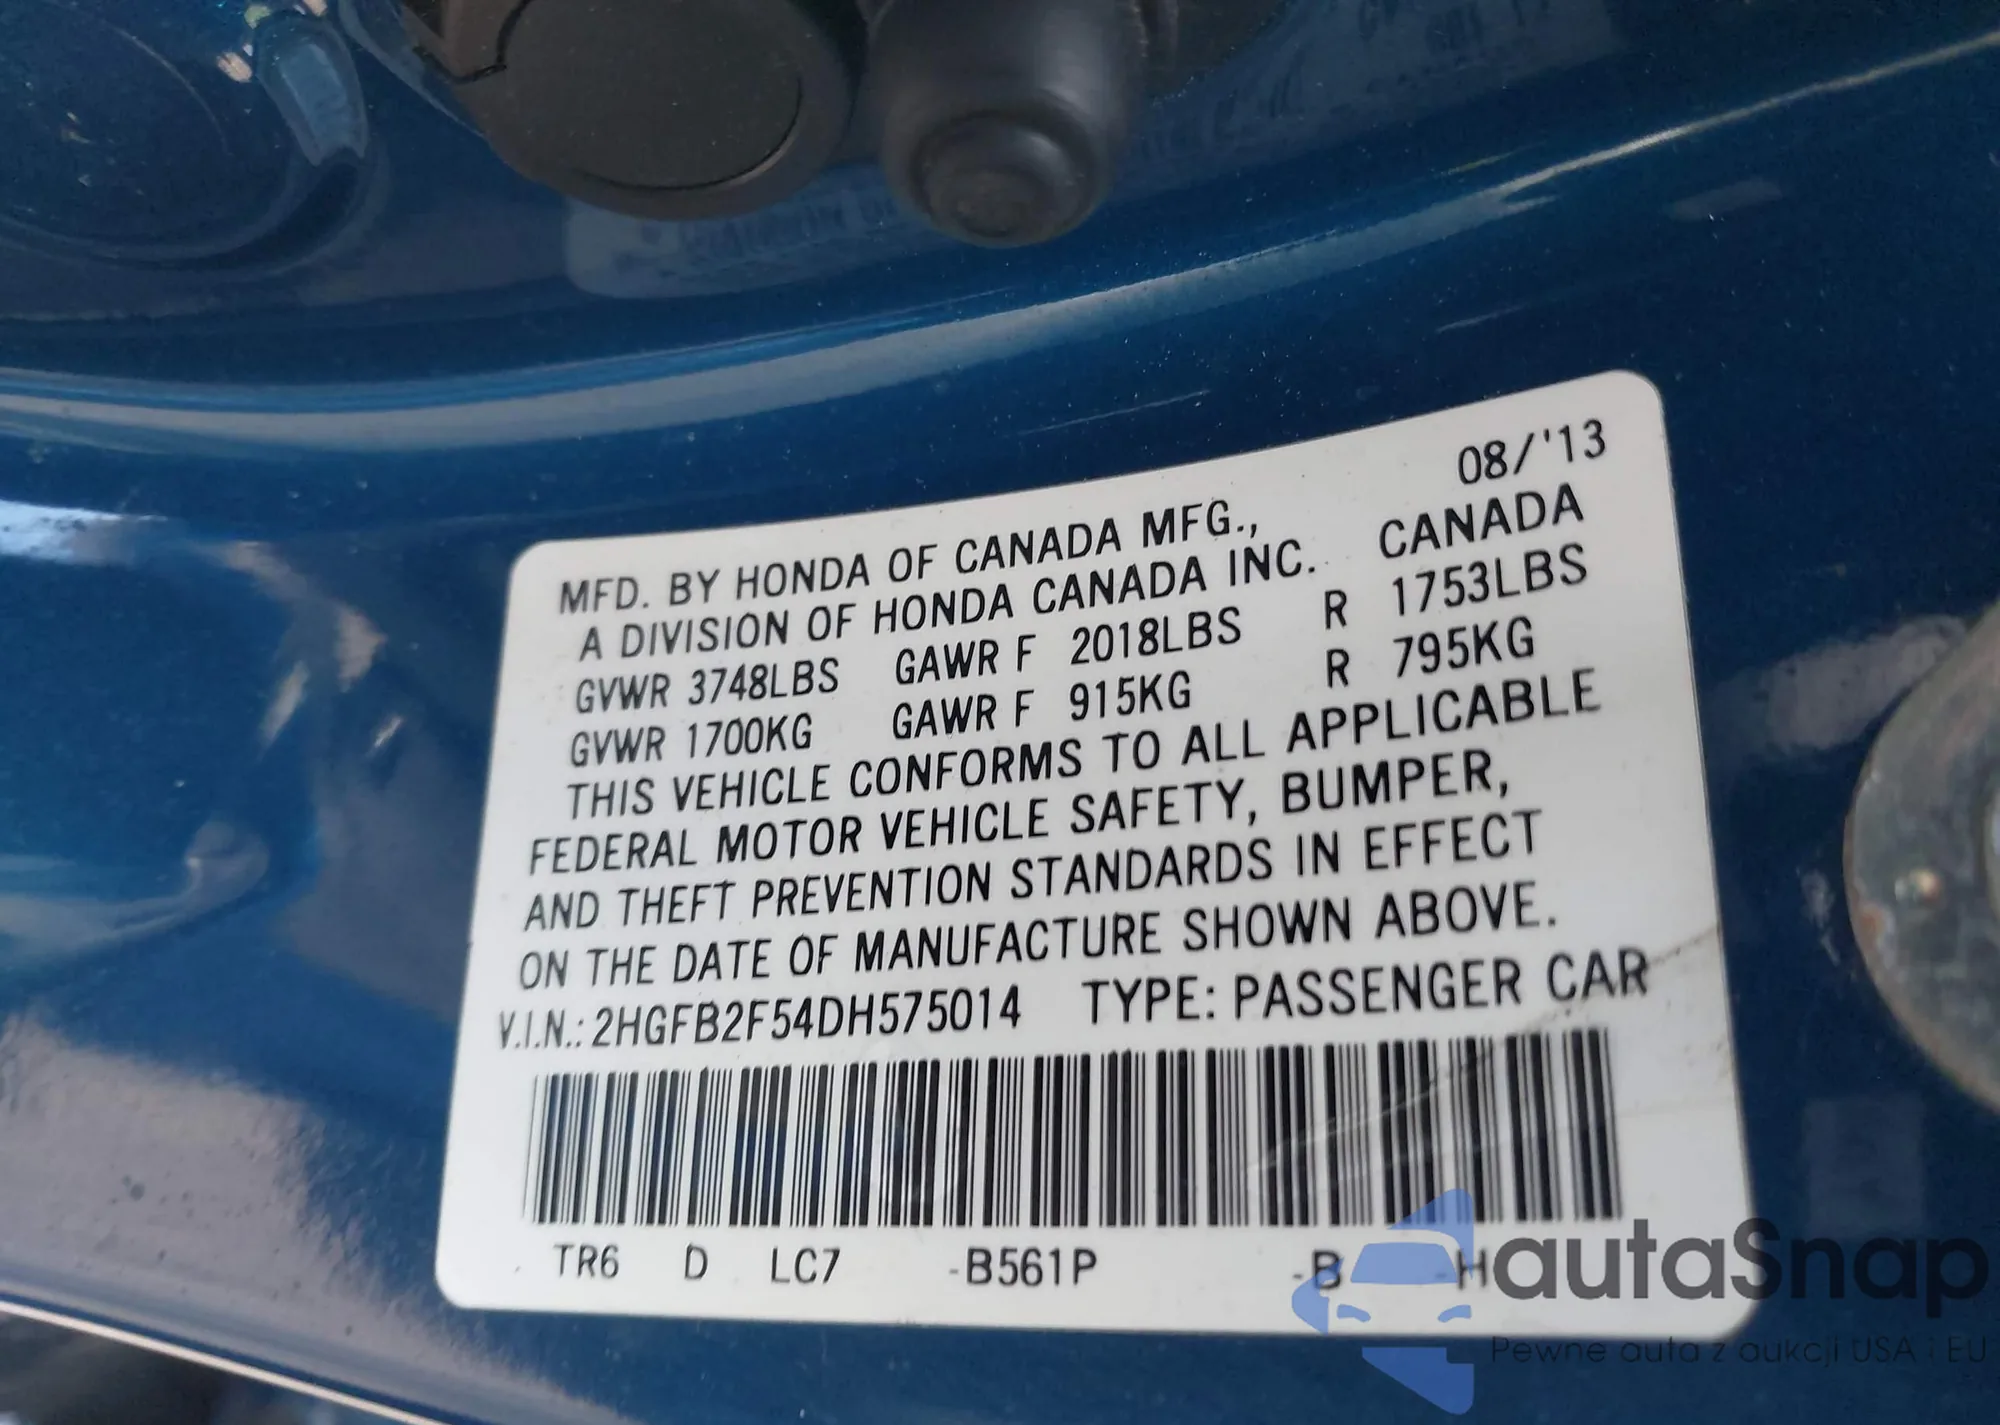 08/'13
MFD. BY HONDA OF CANADA MFG.,
A DIVISION OF HONDA CANADA INC. CANADA
GVWR 3748LBS GAWR F 2018LBS R 1753LBS
GVWR 1700KG GAWR F 915KG R 795KG
THIS VEHICLE CONFORMS TO ALL APPLICABLE
FEDERAL MOTOR VEHICLE SAFETY, BUMPER,
AND THEFT PREVENTION STANDARDS IN EFFECT
ON THE DATE OF MANUFACTURE SHOWN ABOVE.
V.I.N.: 2HGFB2F54DH575014 TYPE: PASSENGER CAR
TR6 D LC7 -B561P -B -H
autaSnap
Pewne auta z aukcji USA i EU